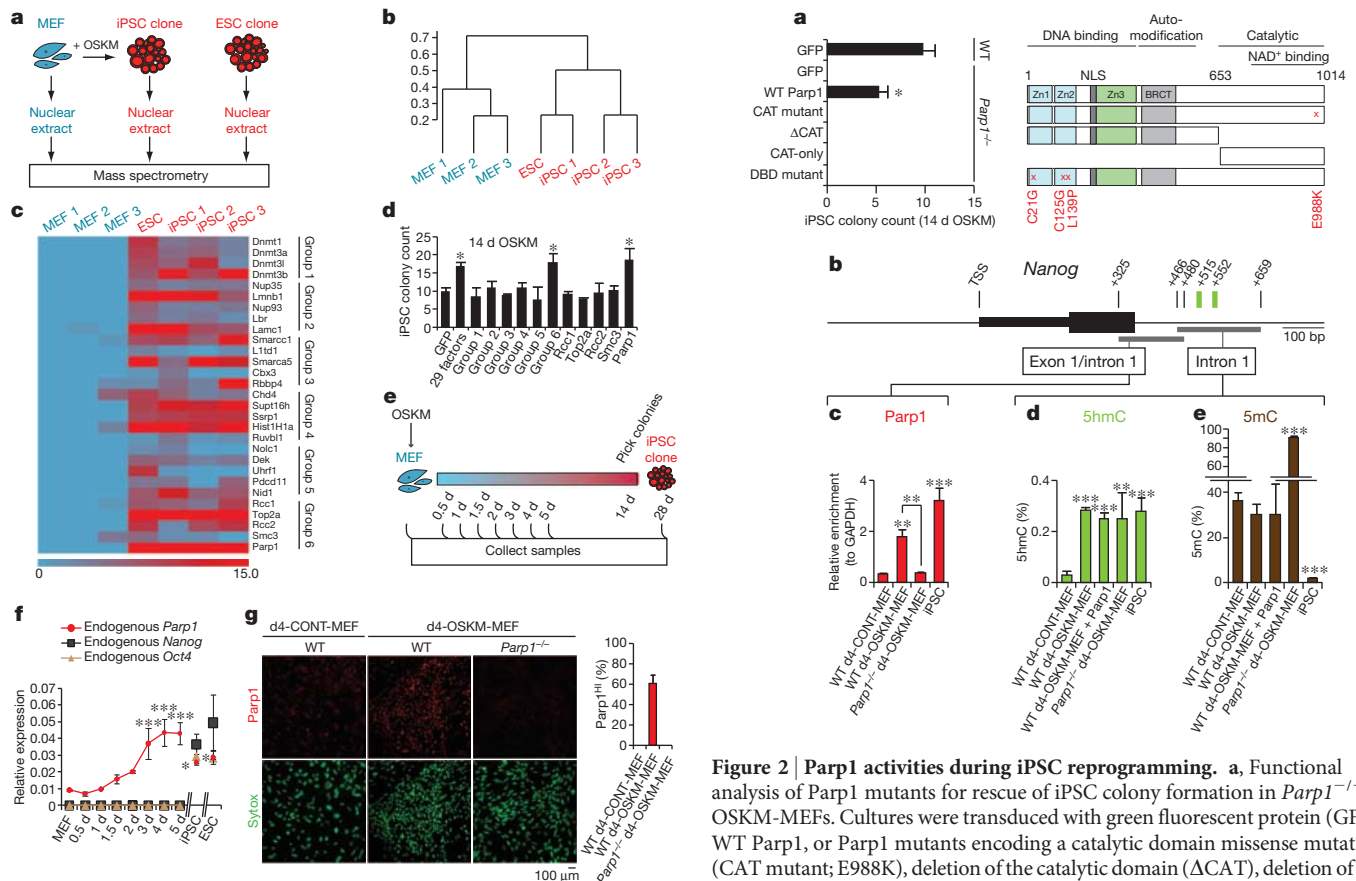 a
MEF
iPSC clone
ESC clone
+ OSKM
Nuclear extract
Nuclear extract
Nuclear extract
Mass spectrometry
b
0.7
0.6
0.5
0.4
0.3
0.2
MEF 1
MEF 2
MEF 3
ESC
iPSC 1
iPSC 2
iPSC 3
c
MEF 1
MEF 2
MEF 3
ESC
iPSC 1
iPSC 2
iPSC 3
Dnmt1
Dnmt3a
Dnmt3l
Dnmt3b
Nup35
Lmnb1
Nup93
Lbr
Lamc1
Smarcc1
L1td1
Smarca5
Cbx3
Rbbp4
Chd4
Supt16h
Ssrp1
Hist1H1a
Ruvbl1
Nolc1
Dek
Uhrf1
Pdcd11
Nid1
Rcc1
Top2a
Rcc2
Smc3
Parp1
Group 1
Group 2
Group 3
Group 4
Group 5
Group 6
0
15.0
d
14 d OSKM
iPSC colony count
25
20
15
10
5
0
*
*
*
GFP
29 factors
Group 1
Group 2
Group 3
Group 4
Group 5
Group 6
Rcc1
Top2a
Rcc2
Smc3
Parp1
e
OSKM
MEF
Pick colonies
iPSC clone
0.5 d
1 d
1.5 d
2 d
3 d
4 d
5 d
14 d
28 d
Collect samples
f
Endogenous Parp1
Endogenous Nanog
Endogenous Oct4
Relative expression
0.07
0.06
0.05
0.04
0.03
0.02
0.01
0
***
***
***
*
*
MEF
0.5 d
1 d
1.5 d
2 d
3 d
4 d
5 d
iPSC
ESC
g
d4-CONT-MEF
d4-OSKM-MEF
WT
WT
Parp1−/−
Parp1
Sytox
100 μm
Parp1HI (%)
100
80
60
40
20
0
WT d4-CONT-MEF
WT d4-OSKM-MEF
Parp1−/− d4-OSKM-MEF
a
GFP
GFP
WT Parp1
CAT mutant
ΔCAT
CAT-only
DBD mutant
*
WT
Parp1−/−
0
5
10
15
iPSC colony count (14 d OSKM)
DNA binding
Auto-modification
Catalytic
NAD+ binding
1
NLS
653
1014
Zn1
Zn2
Zn3
BRCT
x
x
xx
C21G
C125G
L139P
E988K
b
TSS
Nanog
+325
+466
+480
+515
+552
+659
100 bp
Exon 1/intron 1
Intron 1
c
Parp1
Relative enrichment (to GAPDH)
4
3
2
1
0
**
**
***
WT d4-CONT-MEF
WT d4-OSKM-MEF
Parp1−/− d4-OSKM-MEF
iPSC
d
5hmC
5hmC (%)
0.4
0.2
0
***
***
**
***
WT d4-CONT-MEF
WT d4-OSKM-MEF
WT d4-OSKM-MEF + Parp1
Parp1−/− d4-OSKM-MEF
iPSC
e
5mC
5mC (%)
100
80
60
40
20
0
***
***
WT d4-CONT-MEF
WT d4-OSKM-MEF
WT d4-OSKM-MEF + Parp1
Parp1−/− d4-OSKM-MEF
iPSC
Figure 2 | Parp1 activities during iPSC reprogramming. a, Functional
analysis of Parp1 mutants for rescue of iPSC colony formation in Parp1−/−
OSKM-MEFs. Cultures were transduced with green fluorescent protein (GF
WT Parp1, or Parp1 mutants encoding a catalytic domain missense mutat
(CAT mutant; E988K), deletion of the catalytic domain (ΔCAT), deletion of